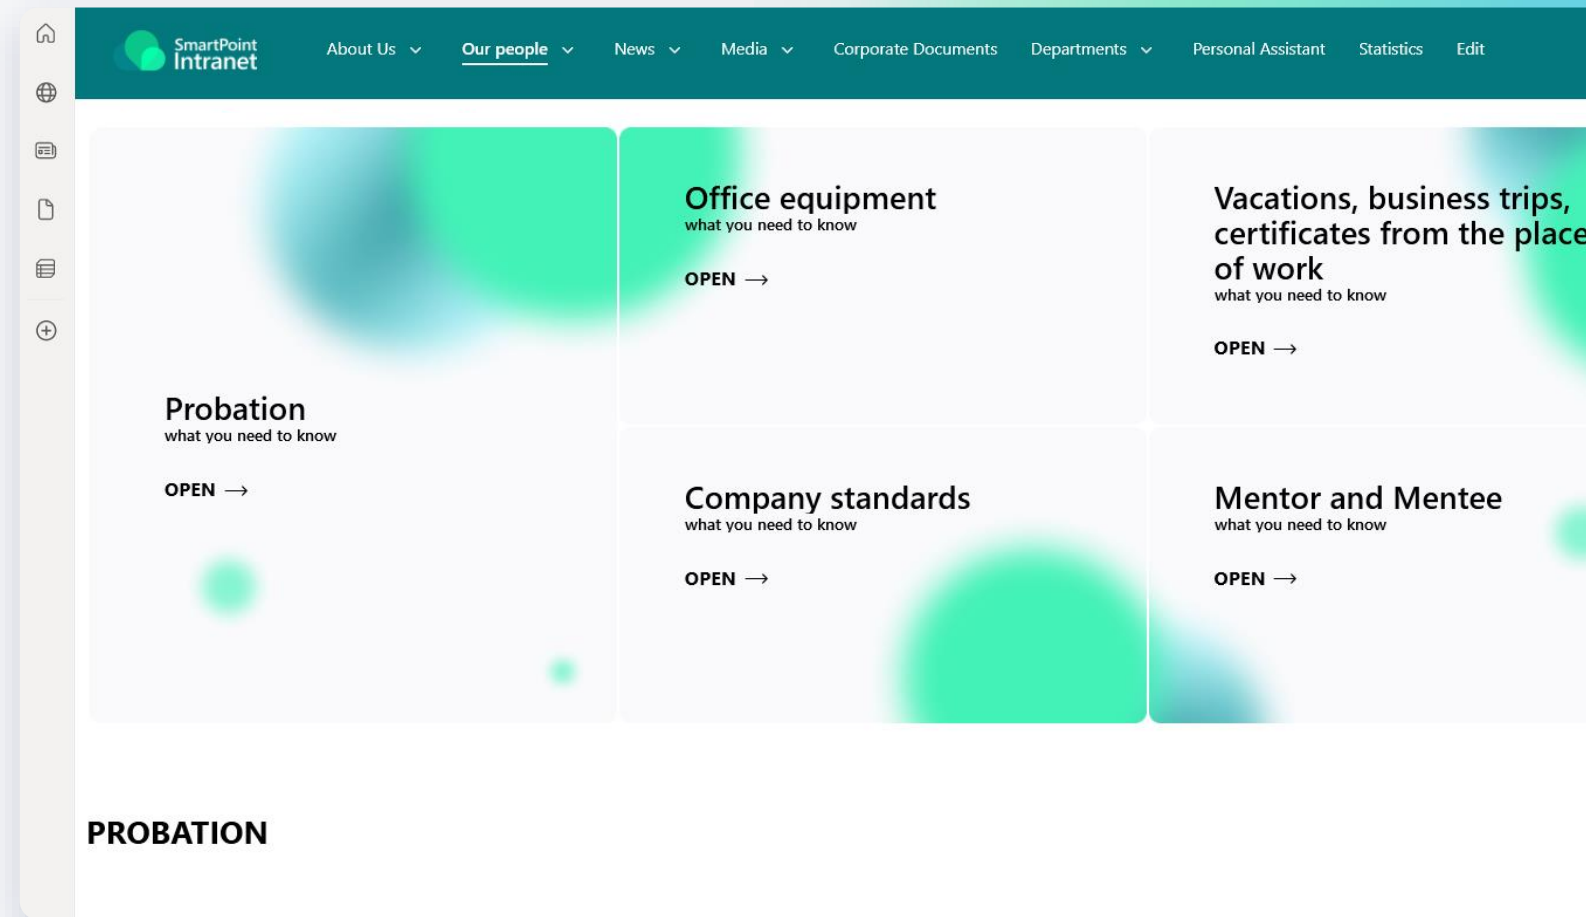 SmartPoint
Intranet
About Us
Our people
News
Media
Corporate Documents
Departments
Personal Assistant
Statistics
Edit
Probation
what you need to know
OPEN
Office equipment
what you need to know
OPEN
Vacations, business trips,
certificates from the place
of work
what you need to know
OPEN
Company standards
what you need to know
OPEN
Mentor and Mentee
what you need to know
OPEN
PROBATION